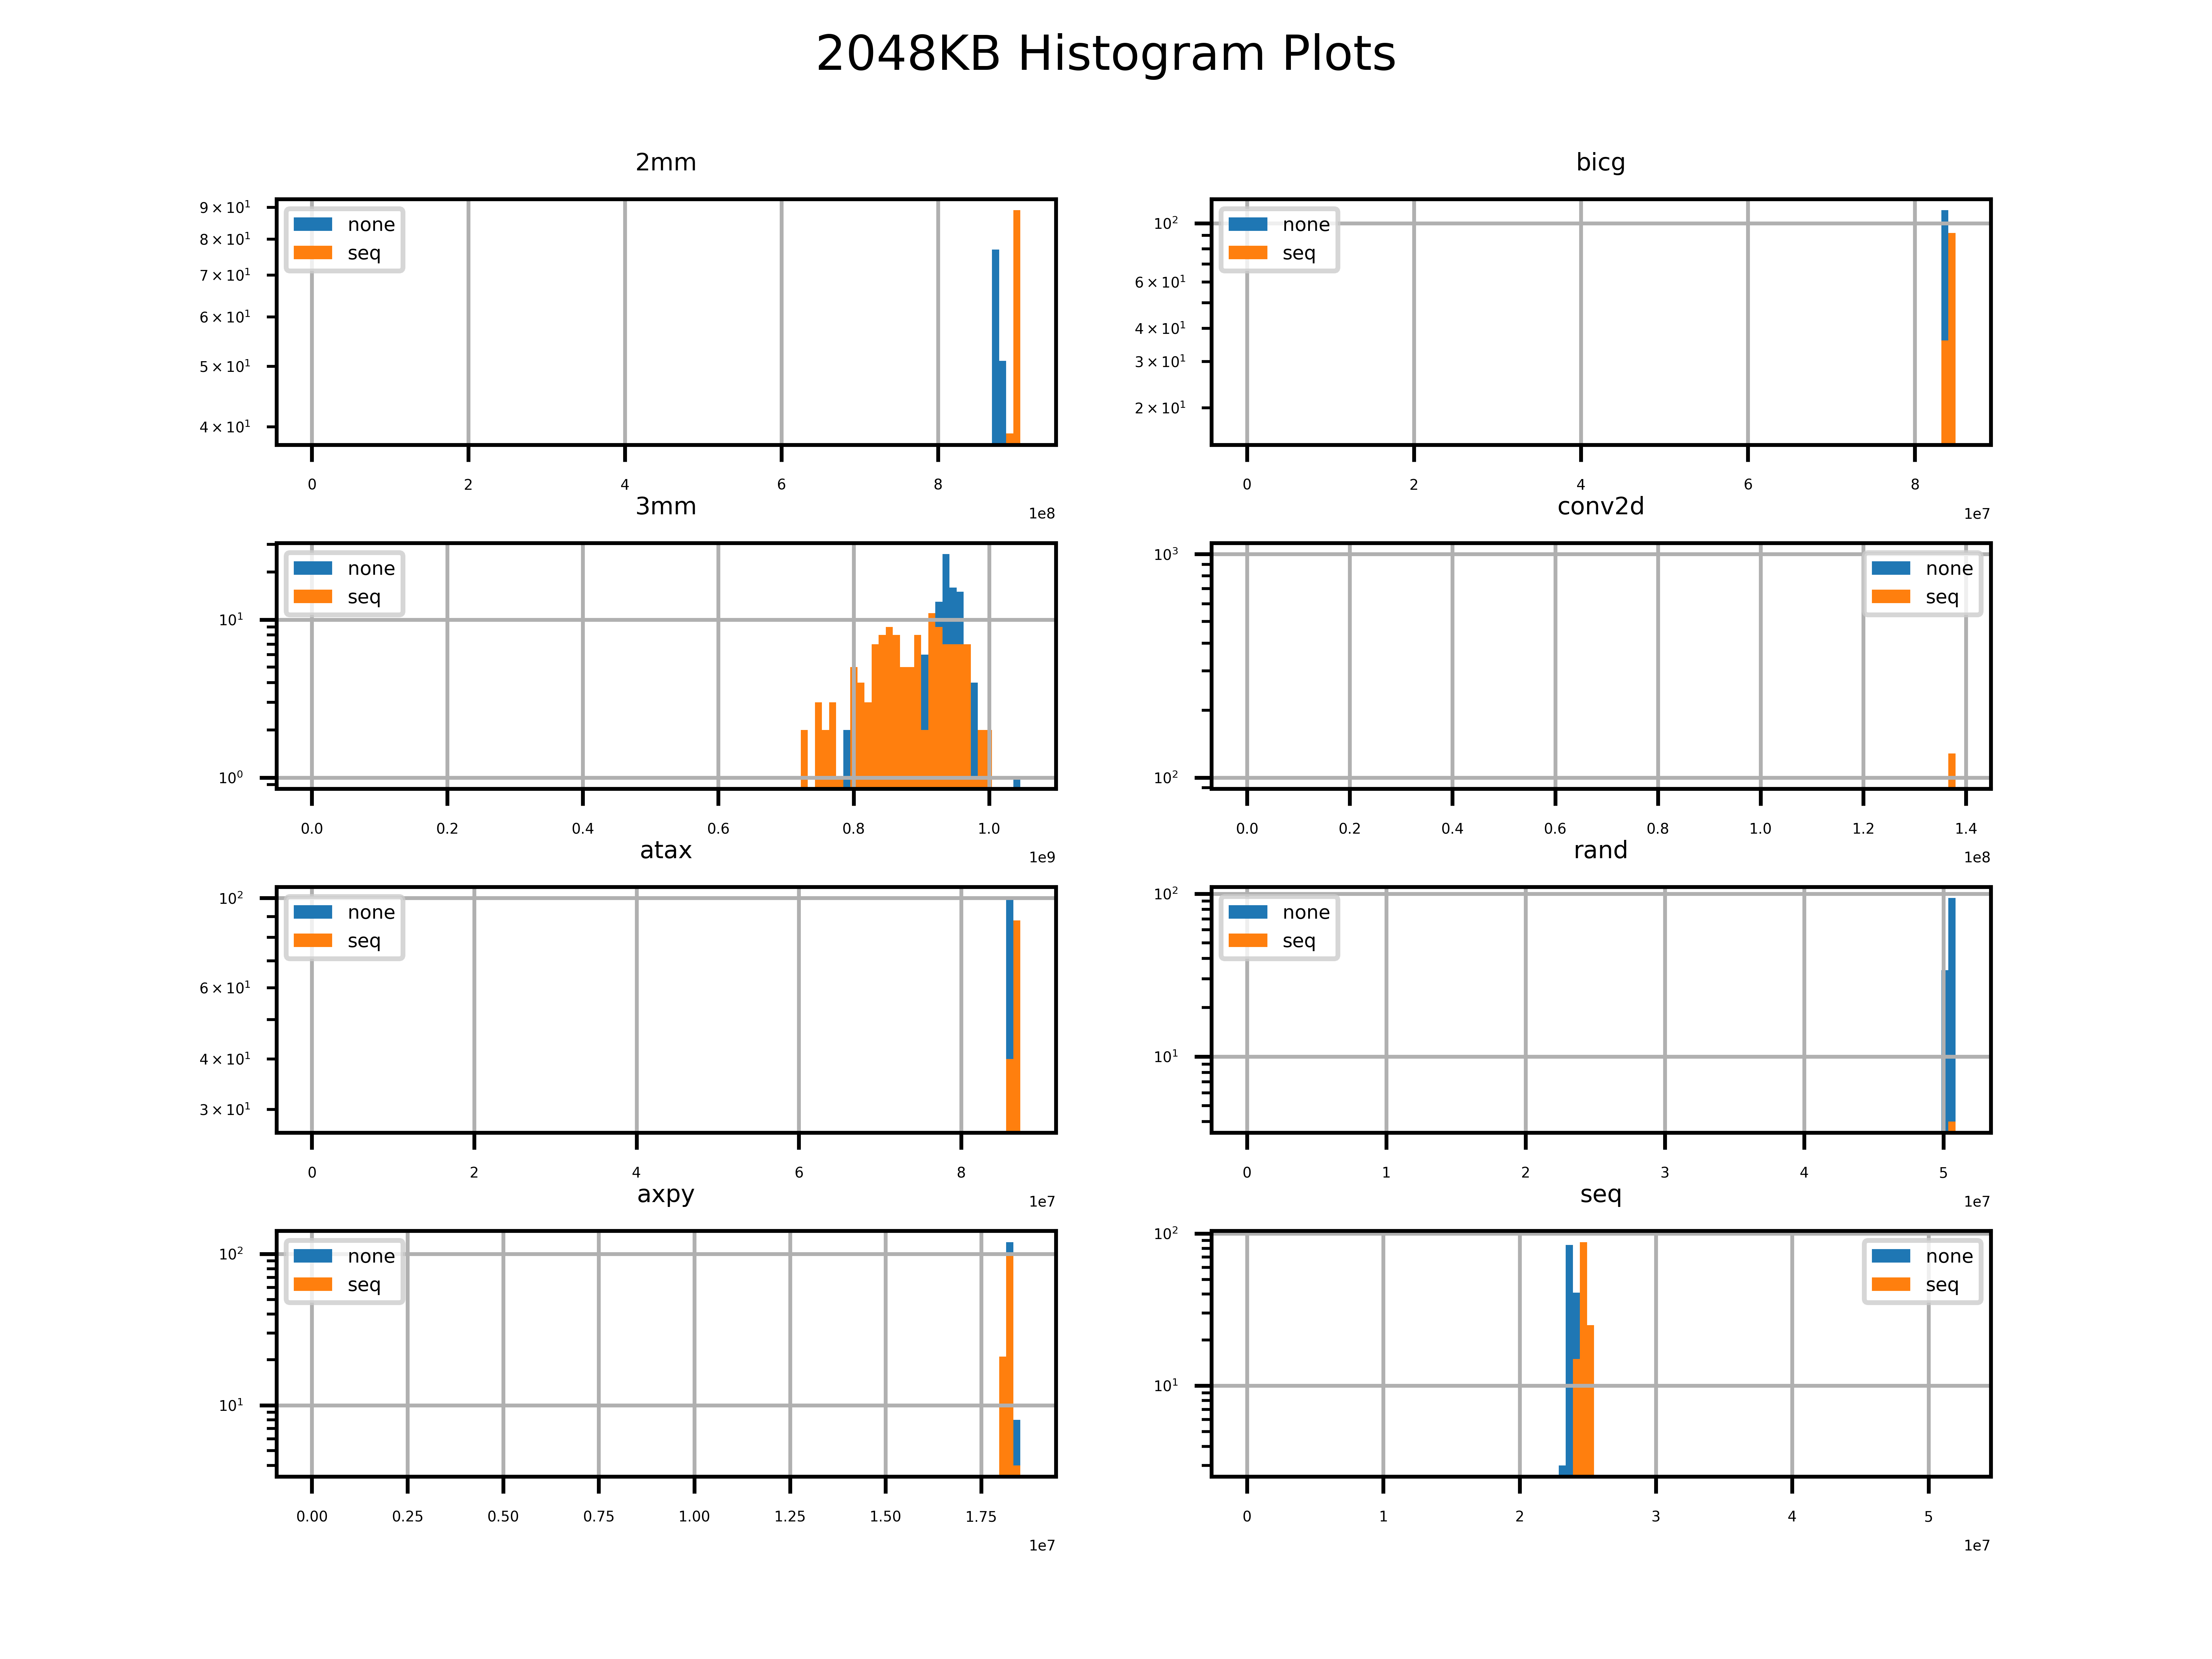 2048KB Histogram Plots
2mm
9×10¹
8×10¹
7×10¹
6×10¹
5×10¹
4×10¹
none
seq
0 2 4 6 8
1e8
bicg
10²
6×10¹
4×10¹
3×10¹
2×10¹
none
seq
0 2 4 6 8
1e7
3mm
10¹
10⁰
none
seq
0.0 0.2 0.4 0.6 0.8 1.0
1e9
conv2d
10³
10²
none
seq
0.0 0.2 0.4 0.6 0.8 1.0 1.2 1.4
1e8
atax
10²
6×10¹
4×10¹
3×10¹
none
seq
0 2 4 6 8
1e7
rand
10²
10¹
none
seq
0 1 2 3 4 5
1e7
axpy
10²
10¹
none
seq
0.00 0.25 0.50 0.75 1.00 1.25 1.50 1.75
1e7
seq
10²
10¹
none
seq
0 1 2 3 4 5
1e7